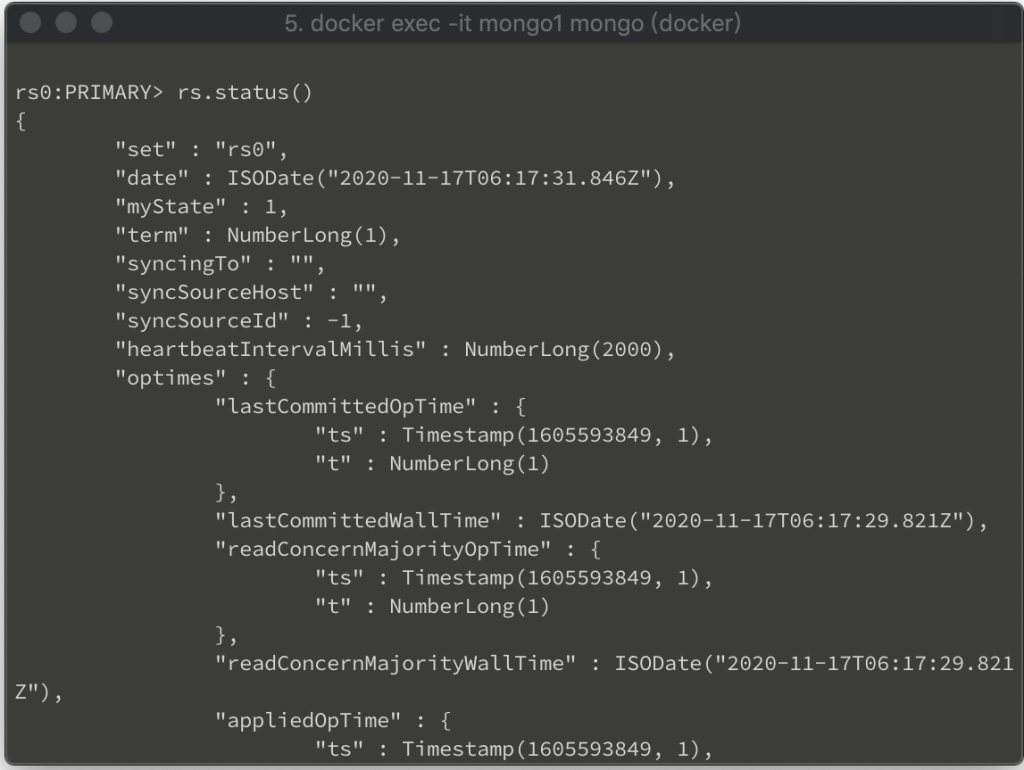 5. docker exec -it mongo1 mongo (docker)
rs0:PRIMARY> rs.status()
{
        "set" : "rs0",
        "date" : ISODate("2020-11-17T06:17:31.846Z"),
        "myState" : 1,
        "term" : NumberLong(1),
        "syncingTo" : "",
        "syncSourceHost" : "",
        "syncSourceId" : -1,
        "heartbeatIntervalMillis" : NumberLong(2000),
        "optimes" : {
                "lastCommittedOpTime" : {
                        "ts" : Timestamp(1605593849, 1),
                        "t" : NumberLong(1)
                },
                "lastCommittedWallTime" : ISODate("2020-11-17T06:17:29.821Z"),
                "readConcernMajorityOpTime" : {
                        "ts" : Timestamp(1605593849, 1),
                        "t" : NumberLong(1)
                },
                "readConcernMajorityWallTime" : ISODate("2020-11-17T06:17:29.821
Z"),
                "appliedOpTime" : {
                        "ts" : Timestamp(1605593849, 1),